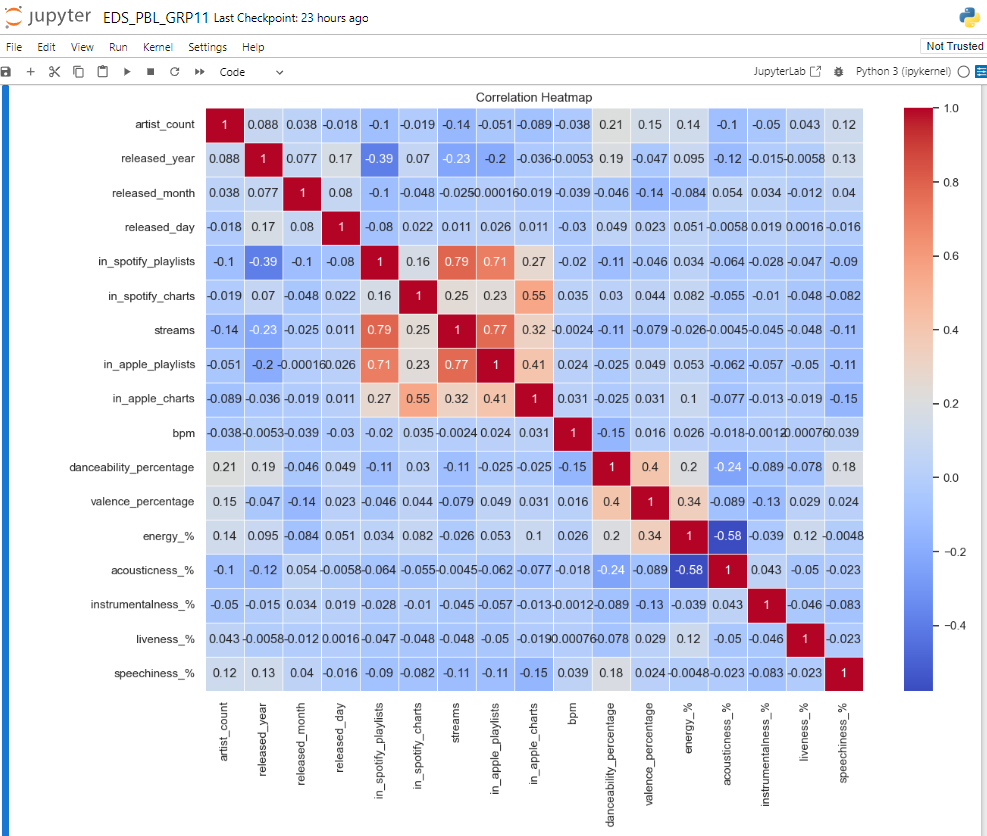 jupyter EDS_PBL_GRP11 Last Checkpoint: 23 hours ago
File Edit View Run Kernel Settings Help Not Trusted
Code JupyterLab Python 3 (ipykernel)
Correlation Heatmap
artist_count 1 0.088 0.038 -0.018 -0.1 -0.019 -0.14 -0.051 -0.089 -0.038 0.21 0.15 0.14 -0.1 -0.05 0.043 0.12
released_year 0.088 1 0.077 0.17 -0.39 0.07 -0.23 -0.2 -0.036 -0.0053 0.19 -0.047 0.095 -0.12 -0.015 -0.0058 0.13
released_month 0.038 0.077 1 0.08 -0.1 -0.048 -0.025 0.00016 -0.019 -0.039 -0.046 -0.14 -0.084 0.054 0.034 -0.012 0.04
released_day -0.018 0.17 0.08 1 -0.08 0.022 0.011 0.026 0.011 -0.03 0.049 0.023 0.051 -0.0058 0.019 0.0016 -0.016
in_spotify_playlists -0.1 -0.39 -0.1 -0.08 1 0.16 0.79 0.71 0.27 -0.02 -0.11 -0.046 0.034 -0.064 -0.028 -0.047 -0.09
in_spotify_charts -0.019 0.07 -0.048 0.022 0.16 1 0.25 0.23 0.55 0.035 0.03 0.044 0.082 -0.055 -0.01 -0.048 -0.082
streams -0.14 -0.23 -0.025 0.011 0.79 0.25 1 0.77 0.32 -0.0024 -0.11 -0.079 -0.026 -0.0045 -0.045 -0.048 -0.11
in_apple_playlists -0.051 -0.2 -0.00016 0.026 0.71 0.23 0.77 1 0.41 0.024 -0.025 0.049 0.053 -0.062 -0.057 -0.05 -0.11
in_apple_charts -0.089 -0.036 -0.019 0.011 0.27 0.55 0.32 0.41 1 0.031 -0.025 0.031 0.1 -0.077 -0.013 -0.019 -0.15
bpm -0.038 -0.0053 -0.039 -0.03 -0.02 0.035 -0.0024 0.024 0.031 1 -0.15 0.016 0.026 -0.018 -0.0012 0.00076 0.039
danceability_percentage 0.21 0.19 -0.046 0.049 -0.11 0.03 -0.11 -0.025 -0.025 -0.15 1 0.4 0.2 -0.24 -0.089 -0.078 0.18
valence_percentage 0.15 -0.047 -0.14 0.023 -0.046 0.044 -0.079 0.049 0.031 0.016 0.4 1 0.34 -0.089 -0.13 0.029 0.024
energy_% 0.14 0.095 -0.084 0.051 0.034 0.082 -0.026 0.053 0.1 0.026 0.2 0.34 1 -0.58 -0.039 0.12 -0.0048
acousticness_% -0.1 -0.12 0.054 -0.0058 -0.064 -0.055 -0.0045 -0.062 -0.077 -0.018 -0.24 -0.089 -0.58 1 0.043 -0.05 -0.023
instrumentalness_% -0.05 -0.015 0.034 0.019 -0.028 -0.01 -0.045 -0.057 -0.013 -0.0012 -0.089 -0.13 -0.039 0.043 1 -0.046 -0.083
liveness_% 0.043 -0.0058 -0.012 0.0016 -0.047 -0.048 -0.048 -0.05 -0.019 0.00076 -0.078 0.029 0.12 -0.05 -0.046 1 -0.023
speechiness_% 0.12 0.13 0.04 -0.016 -0.09 -0.082 -0.11 -0.11 -0.15 0.039 0.18 0.024 -0.0048 -0.023 -0.083 -0.023 1
artist_count
released_year
released_month
released_day
in_spotify_playlists
in_spotify_charts
streams
in_apple_playlists
in_apple_charts
bpm
danceability_percentage
valence_percentage
energy_%
acousticness_%
instrumentalness_%
liveness_%
speechiness_%
1.0
0.8
0.6
0.4
0.2
0.0
−0.2
−0.4